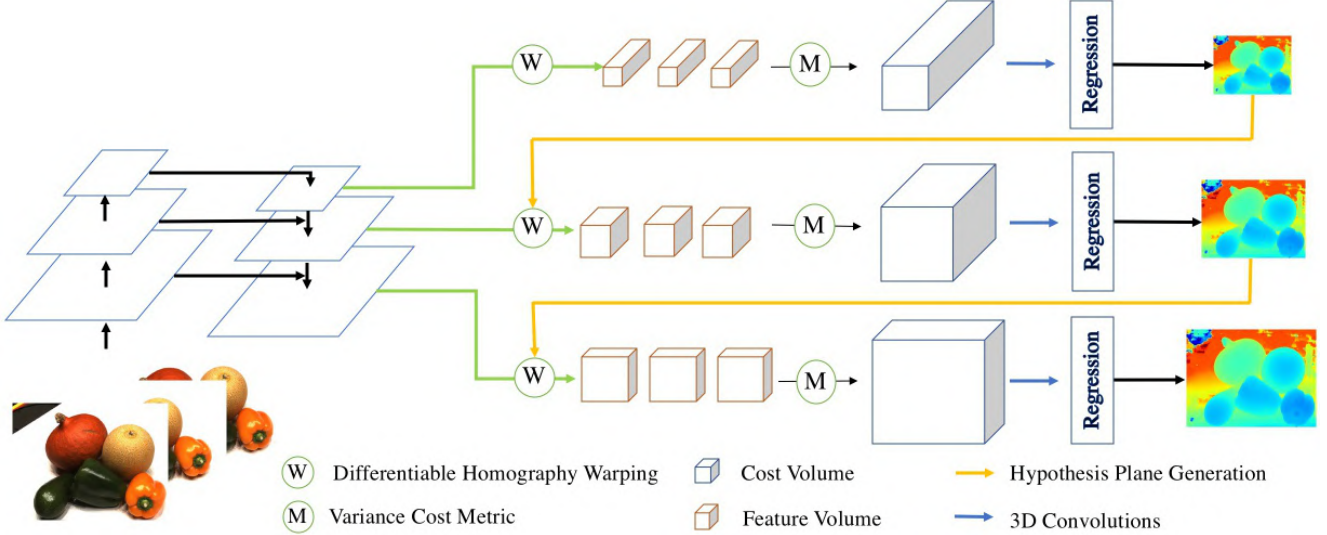 W
M
Regression
W
M
Regression
W
M
Regression
W Differentiable Homography Warping
Cost Volume
Hypothesis Plane Generation
M Variance Cost Metric
Feature Volume
3D Convolutions